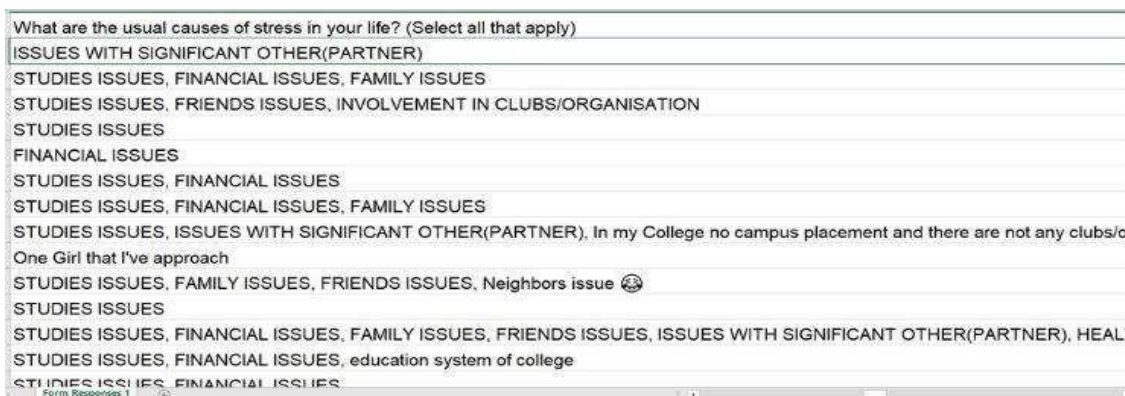 What are the usual causes of stress in your life? (Select all that apply)
ISSUES WITH SIGNIFICANT OTHER(PARTNER)
STUDIES ISSUES, FINANCIAL ISSUES, FAMILY ISSUES
STUDIES ISSUES, FRIENDS ISSUES, INVOLVEMENT IN CLUBS/ORGANISATION
STUDIES ISSUES
FINANCIAL ISSUES
STUDIES ISSUES, FINANCIAL ISSUES
STUDIES ISSUES, FINANCIAL ISSUES, FAMILY ISSUES
STUDIES ISSUES, ISSUES WITH SIGNIFICANT OTHER(PARTNER), In my College no campus placement and there are not any clubs/o
One Girl that I've approach
STUDIES ISSUES, FAMILY ISSUES, FRIENDS ISSUES, Neighbors issue 😂
STUDIES ISSUES
STUDIES ISSUES, FINANCIAL ISSUES, FAMILY ISSUES, FRIENDS ISSUES, ISSUES WITH SIGNIFICANT OTHER(PARTNER), HEAL
STUDIES ISSUES, FINANCIAL ISSUES, education system of college
STUDIES ISSUES, FINANCIAL ISSUES
Form Responses 1